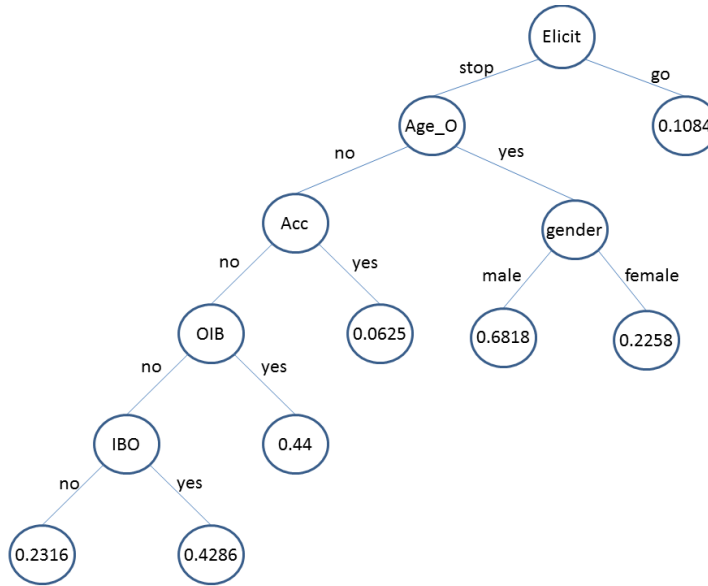 Elicit
stop
go
Age_O
0.1084
no
yes
Acc
gender
no
yes
male
female
OIB
0.0625
0.6818
0.2258
no
yes
IBO
0.44
no
yes
0.2316
0.4286